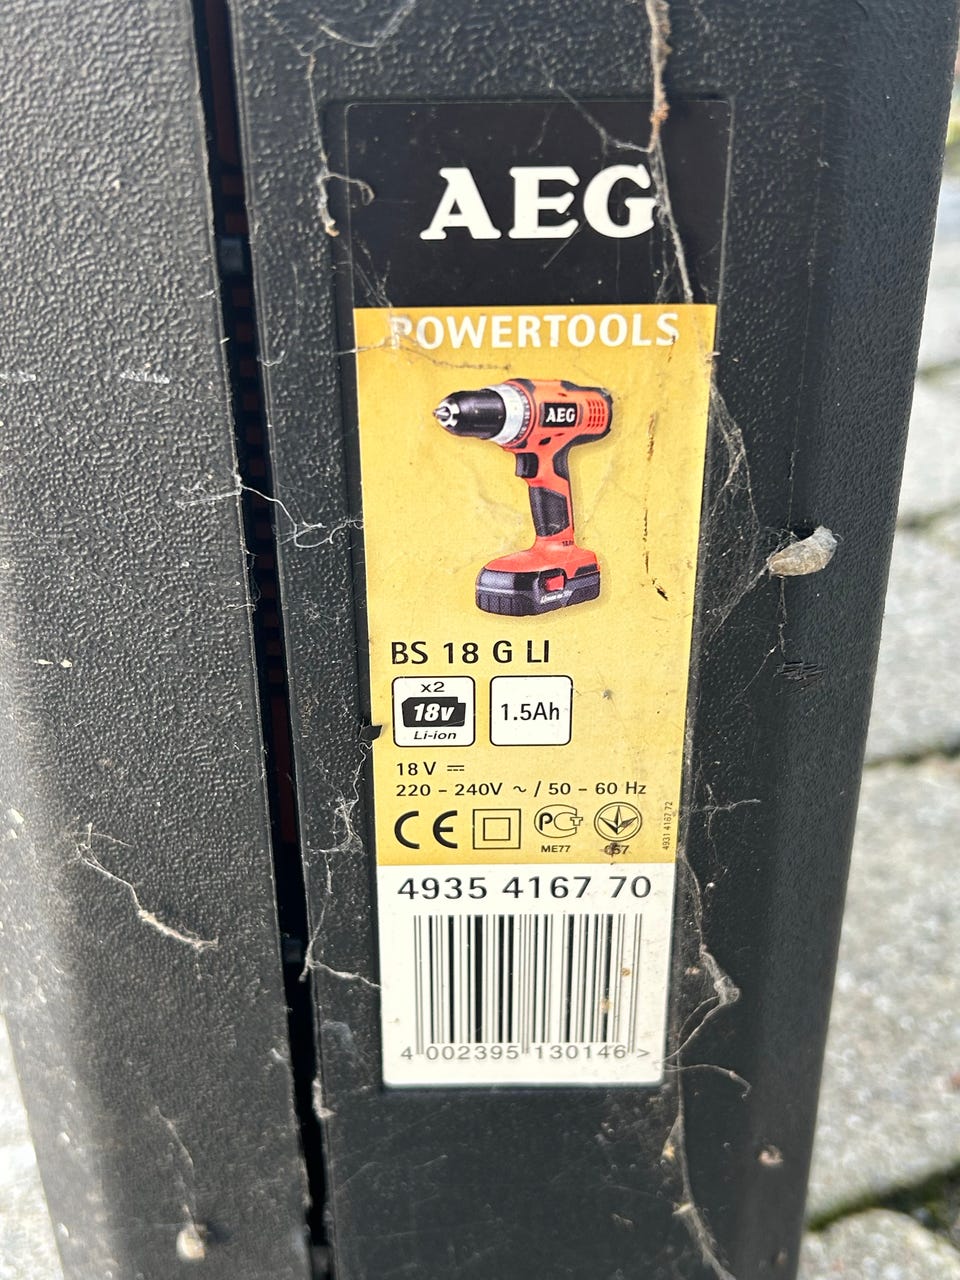 AEG
POWERTOOLS
AEG
BS 18 G LI
x2
18v
Li-ion
1.5Ah
18 V ⎓
220 – 240V ~ / 50 – 60 Hz
CE
PCT
ME77
4931 4167 72
4935 4167 70
4 002395 130146 >